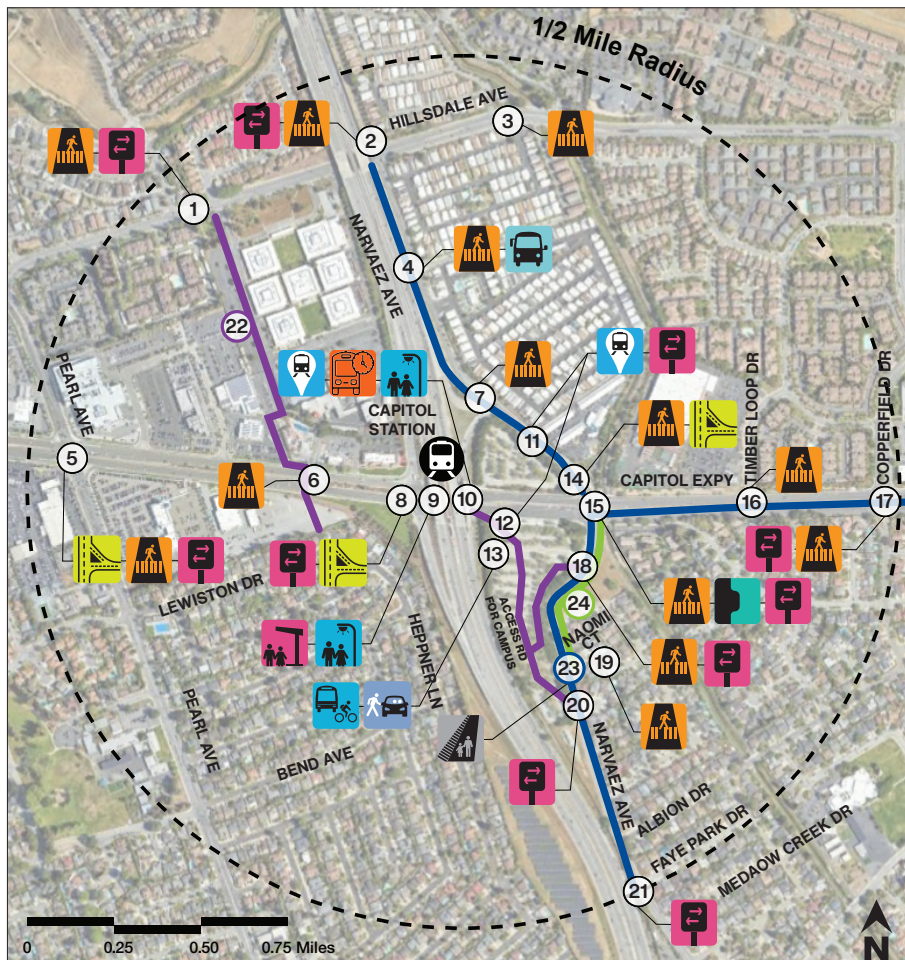 1/2 Mile Radius
HILLSDALE AVE
3
2
1
NARVAEZ AVE
4
22
PEARL AVE
7
CAPITOL
STATION
11
TIMBER LOOP DR
COPPERFIELD DR
5
6
14
CAPITOL EXPY
8
9
10
15
16
17
12
13
LEWISTON DR
18
ACCESS RD
FOR CAMPUS
24
NAOMI
CT
HEPPNER LN
23
19
20
PEARL AVE
BEND AVE
NARVAEZ AVE
ALBION DR
FAYE PARK DR
MEDAOW CREEK DR
21
0
0.25
0.50
0.75 Miles
N